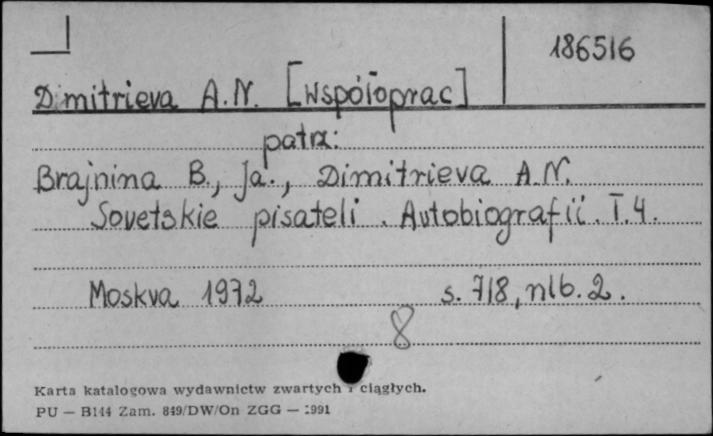 186516
Dimitrieva A.N. [współoprac]
patrz:
Brajnina B., Ja., Dimitrieva A.N.
Sovetskie pisateli. Avtobiografii. T.4.
Moskva 1972 s. 718, nlb. 2.
8
Karta katalogowa wydawnictw zwartych i ciągłych.
PU — B144 Zam. 849/DW/On ZGG — 1991